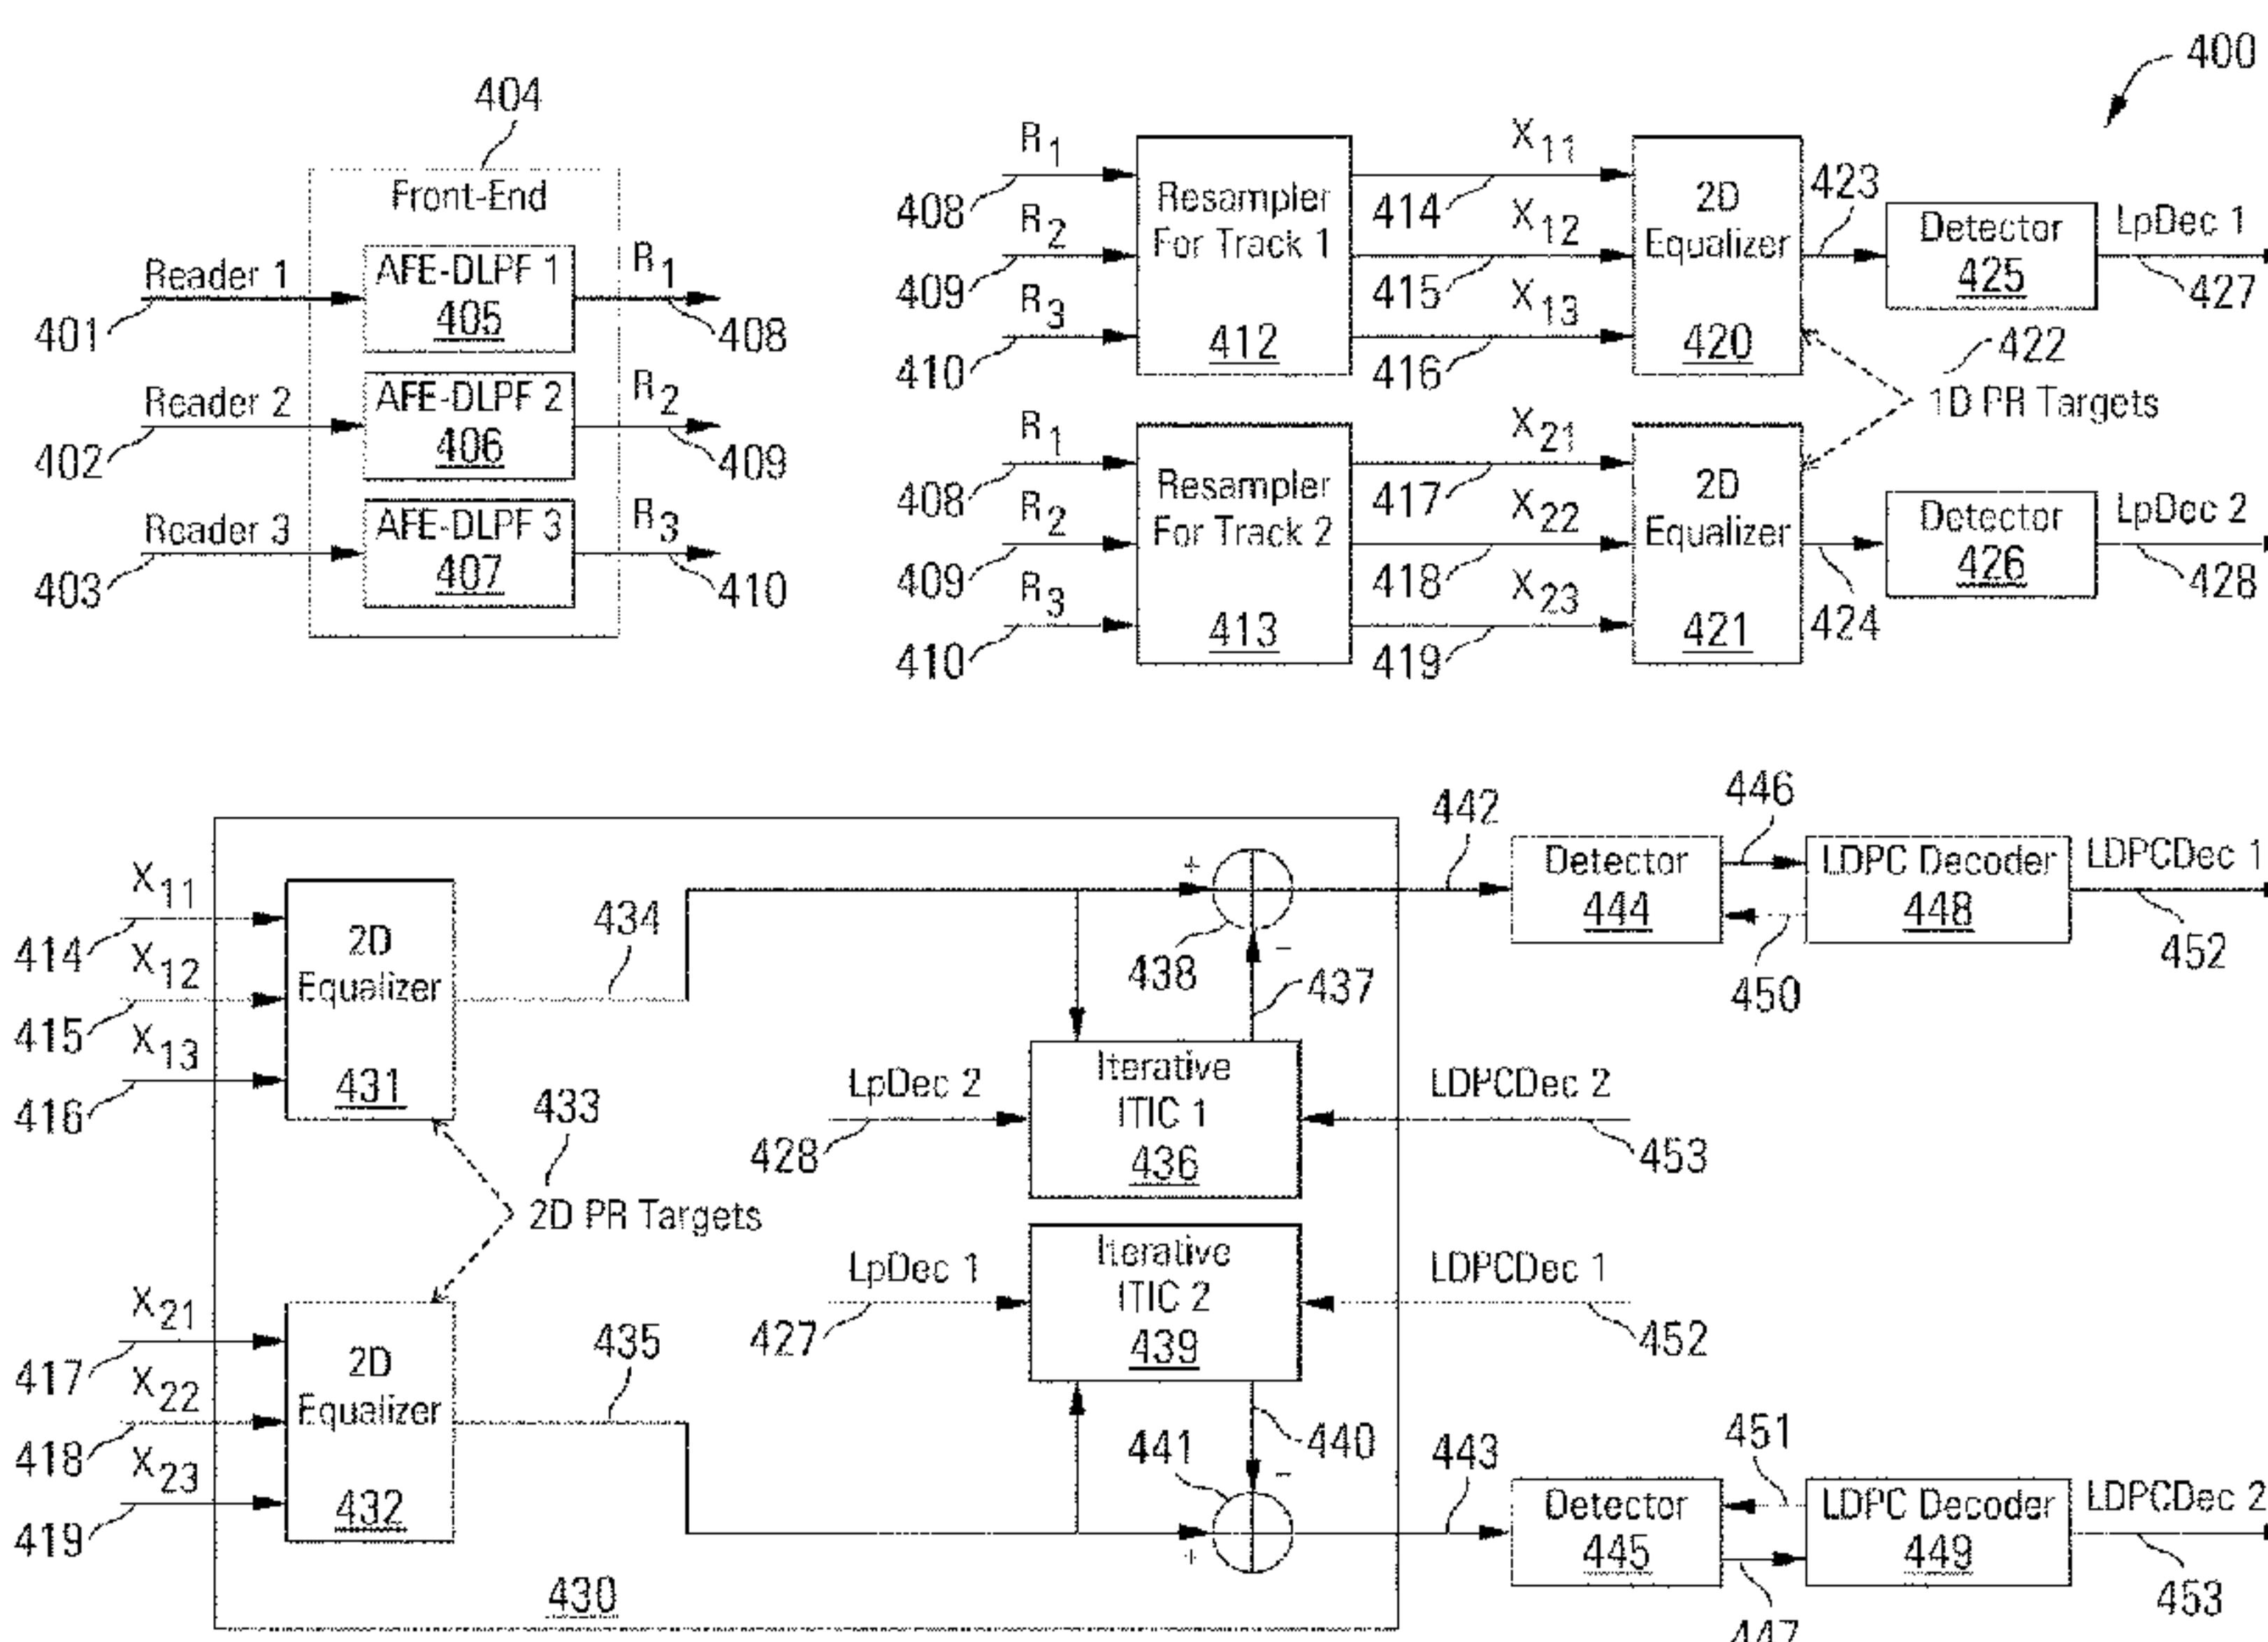 400
404
Front-End
Reader 1
401
AFE-DLPF 1
405
R1
408
Reader 2
402
AFE-DLPF 2
406
R2
409
Reader 3
403
AFE-DLPF 3
407
R3
410
R1
408
R2
409
R3
410
Resampler
For Track 1
412
X11
414
X12
415
X13
416
2D
Equalizer
420
423
Detector
425
LpDec 1
427
422
1D PR Targets
R1
408
R2
409
R3
410
Resampler
For Track 2
413
X21
417
X22
418
X23
419
2D
Equalizer
421
424
Detector
426
LpDec 2
428
X11
414
X12
415
X13
416
2D
Equalizer
431
434
433
2D PR Targets
+
438
-
437
442
Detector
444
446
450
LDPC Decoder
448
LDPCDec 1
452
LpDec 2
428
Iterative
ITIC 1
436
LDPCDec 2
453
LpDec 1
427
Iterative
ITIC 2
439
LDPCDec 1
452
X21
417
X22
418
X23
419
2D
Equalizer
432
435
441
-
440
+
443
Detector
445
451
447
LDPC Decoder
449
LDPCDec 2
453
430